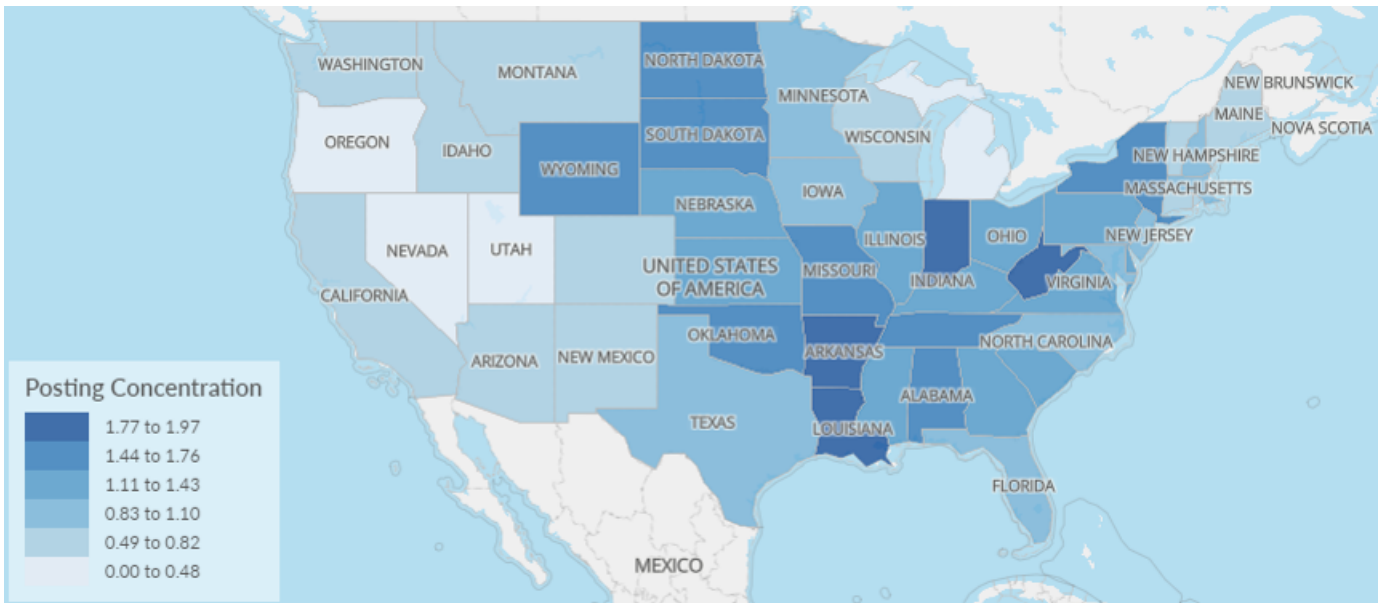 WASHINGTON
MONTANA
NORTH DAKOTA
MINNESOTA
NEW BRUNSWICK
MAINE
NOVA SCOTIA
OREGON
IDAHO
SOUTH DAKOTA
WISCONSIN
WYOMING
NEW HAMPSHIRE
MASSACHUSETTS
IOWA
NEBRASKA
NEVADA
UTAH
ILLINOIS
OHIO
NEW JERSEY
UNITED STATES
OF AMERICA
MISSOURI
INDIANA
VIRGINIA
CALIFORNIA
ARIZONA
NEW MEXICO
OKLAHOMA
ARKANSAS
NORTH CAROLINA
TEXAS
ALABAMA
LOUISIANA
FLORIDA
MEXICO
Posting Concentration
1.77 to 1.97
1.44 to 1.76
1.11 to 1.43
0.83 to 1.10
0.49 to 0.82
0.00 to 0.48